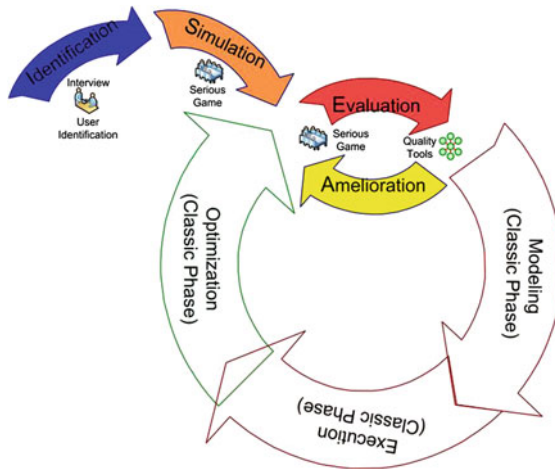 Identification
Interview
User
Identification
Simulation
Serious
Game
Evaluation
Serious
Game
Quality
Tools
Amelioration
Modeling
(Classic Phase)
Execution
(Classic Phase)
Optimization
(Classic Phase)